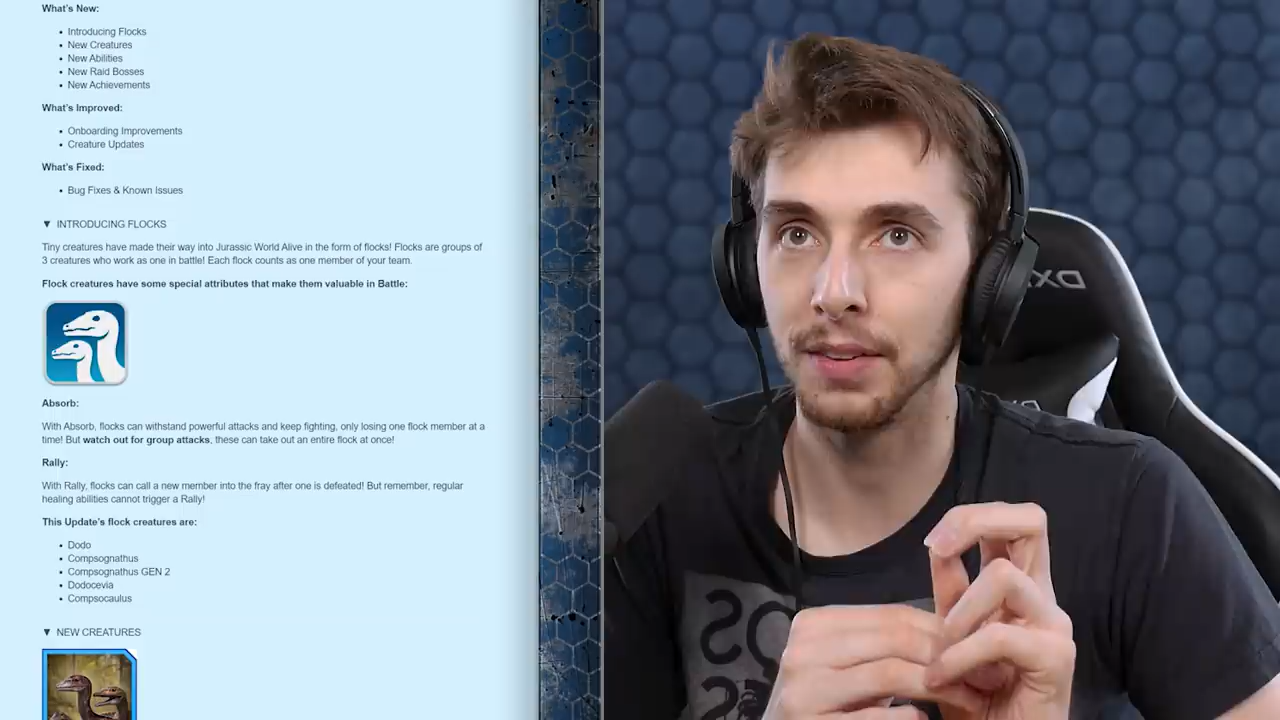 What's New:
Introducing Flocks
New Creatures
New Abilities
New Raid Bosses
New Achievements
What's Improved:
Onboarding Improvements
Creature Updates
What's Fixed:
Bug Fixes & Known Issues
▼ INTRODUCING FLOCKS
Tiny creatures have made their way into Jurassic World Alive in the form of flocks! Flocks are groups of
3 creatures who work as one in battle! Each flock counts as one member of your team.
Flock creatures have some special attributes that make them valuable in Battle:
Absorb:
With Absorb, flocks can withstand powerful attacks and keep fighting, only losing one flock member at a
time! But watch out for group attacks, these can take out an entire flock at once!
Rally:
With Rally, flocks can call a new member into the fray after one is defeated! But remember, regular
healing abilities cannot trigger a Rally!
This Update's flock creatures are:
Dodo
Compsognathus
Compsognathus GEN 2
Dodocevia
Compsocaulus
▼ NEW CREATURES